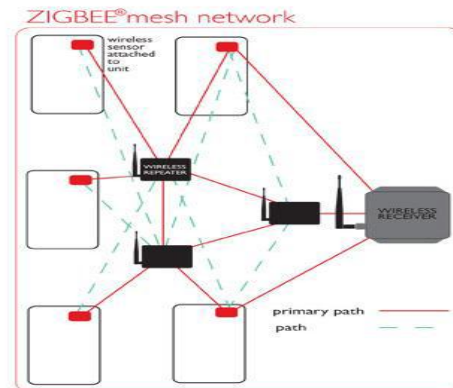 ZIGBEE® mesh network
wireless
sensor
attached
to
unit
WIRELESS
REPEATER
WIRELESS
RECEIVER
primary path
path